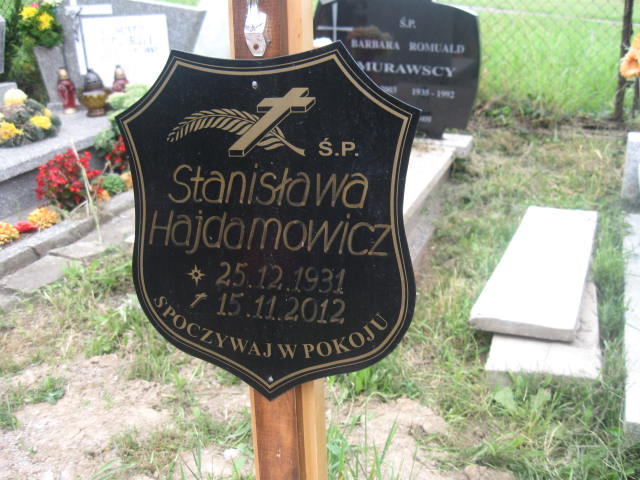 Ś.P.
Stanisława
Hajdamowicz
25.12.1931
15.11.2012
SPOCZYWAJ W POKOJU
Ś.P.
BARBARA ROMUALD
MURAWSCY
1935-1992